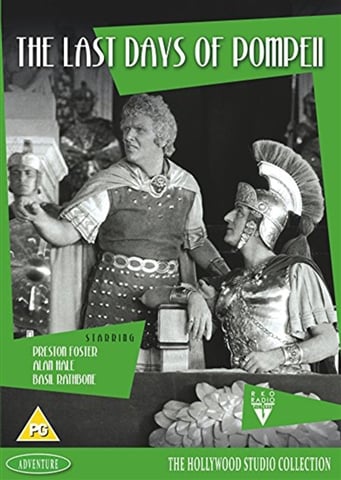 THE LAST DAYS OF POMPEII
STARRING
PRESTON FOSTER
ALAN HALE
BASIL RATHBONE
RKO
RADIO
PG
ADVENTURE
THE HOLLYWOOD STUDIO COLLECTION